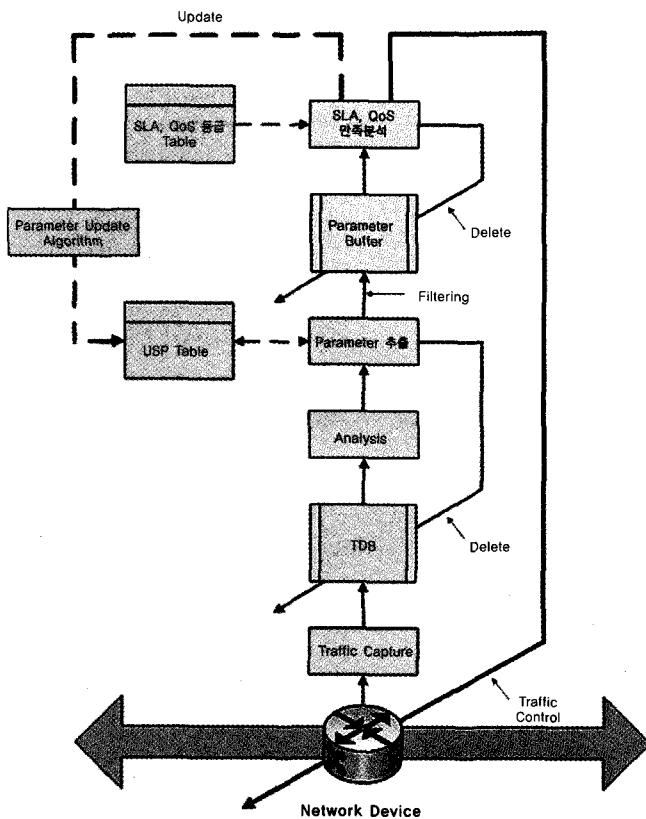 Update
SLA, QoS 등급
Table
SLA, QoS
만족분석
Parameter Update
Algorithm
Parameter
Buffer
Delete
Filtering
USP Table
Parameter 추출
Analysis
TDB
Delete
Traffic Capture
Traffic
Control
Network Device